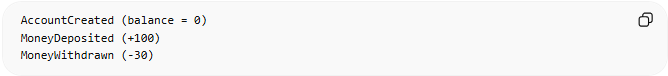 AccountCreated (balance = 0)
MoneyDeposited (+100)
MoneyWithdrawn (-30)